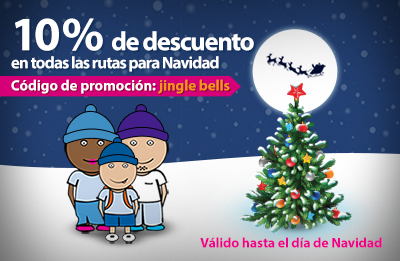 10% de descuento
en todas las rutas para Navidad
Código de promoción: jingle bells
Válido hasta el día de Navidad